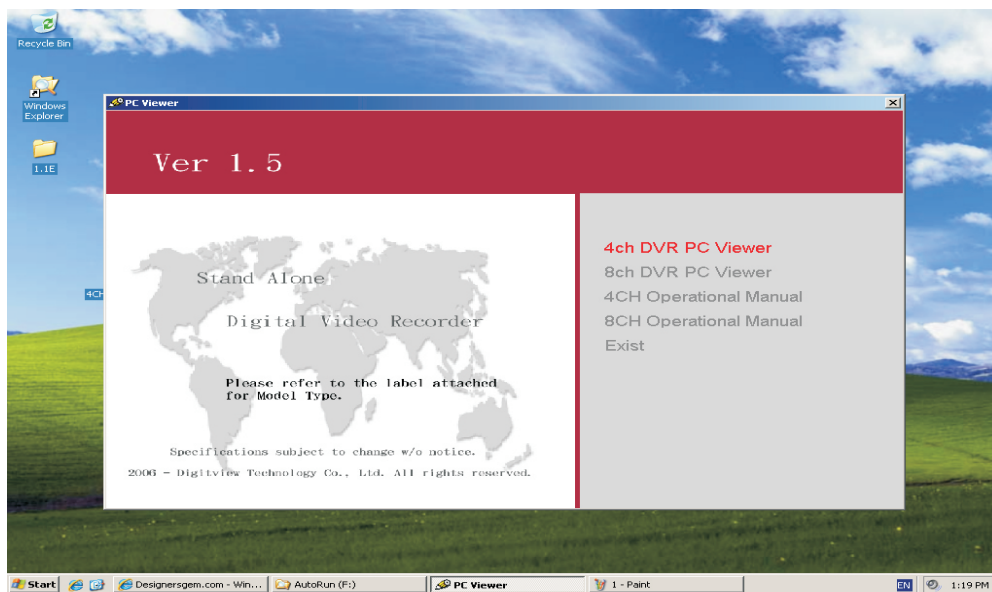 Recycle Bin
Windows
Explorer
1.1E
4CH
PC Viewer
Ver 1.5
Stand Alone
Digital Video Recorder
Please refer to the label attached
for Model Type.
Specifications subject to change w/o notice.
2006 - Digitview Technology Co., Ltd. All rights reserved.
4ch DVR PC Viewer
8ch DVR PC Viewer
4CH Operational Manual
8CH Operational Manual
Exist
Start
Designersgem.com - Win...
AutoRun (F:)
PC Viewer
1 - Paint
EN
1:19 PM